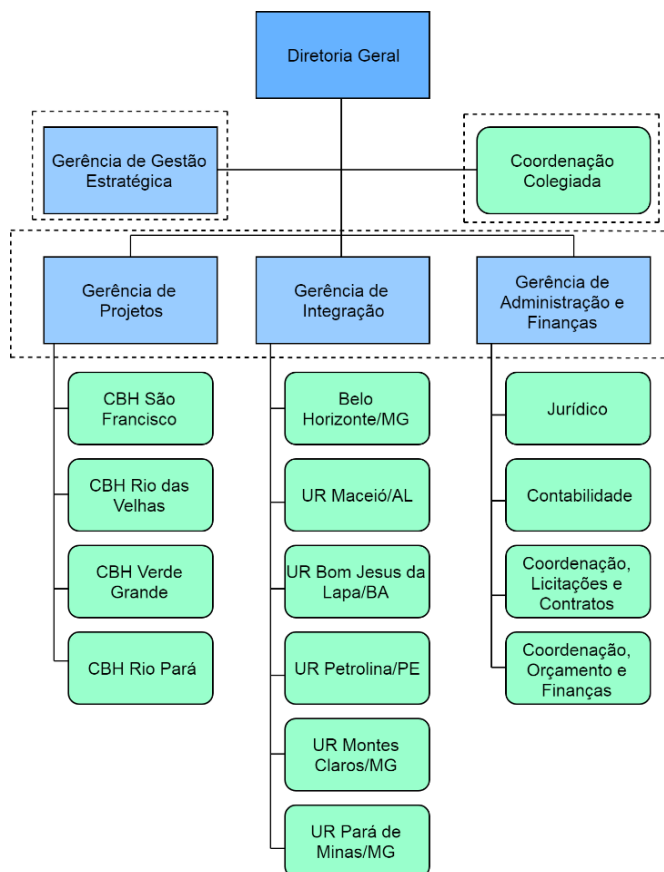 Diretoria Geral
Gerência de Gestão
Estratégica
Coordenação
Colegiada
Gerência de
Projetos
Gerência de
Integração
Gerência de
Administração e
Finanças
CBH São
Francisco
CBH Rio das
Velhas
CBH Verde
Grande
CBH Rio Pará
Belo
Horizonte/MG
UR Maceió/AL
UR Bom Jesus da
Lapa/BA
UR Petrolina/PE
UR Montes
Claros/MG
UR Pará de
Minas/MG
Jurídico
Contabilidade
Coordenação,
Licitações e
Contratos
Coordenação,
Orçamento e
Finanças